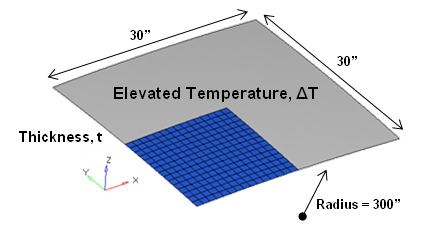 30”
30”
Elevated Temperature, ΔT
Thickness, t
Z
Y
X
Radius = 300”